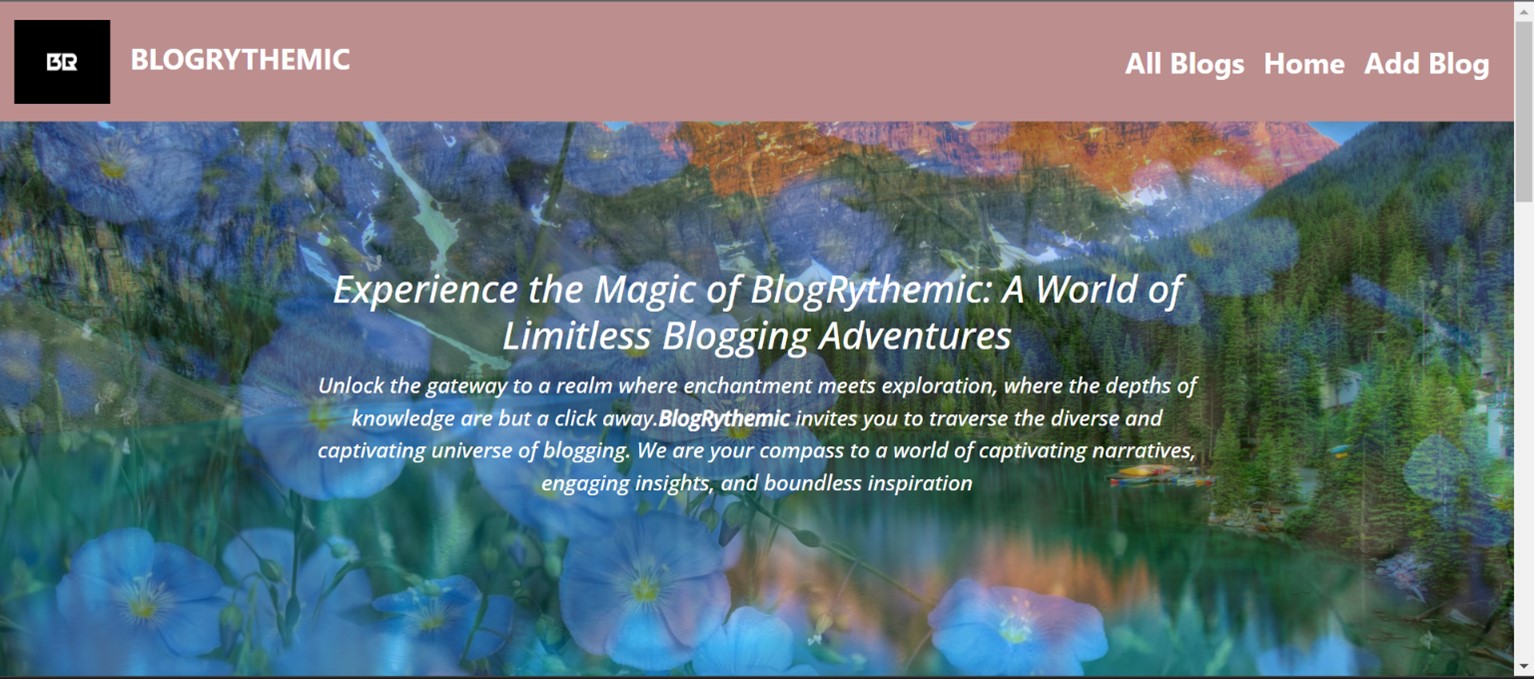 BR
BLOGRYTHEMIC
All Blogs Home Add Blog
Experience the Magic of BlogRythemic: A World of
Limitless Blogging Adventures
Unlock the gateway to a realm where enchantment meets exploration, where the depths of
knowledge are but a click away.BlogRythemic invites you to traverse the diverse and
captivating universe of blogging. We are your compass to a world of captivating narratives,
engaging insights, and boundless inspiration